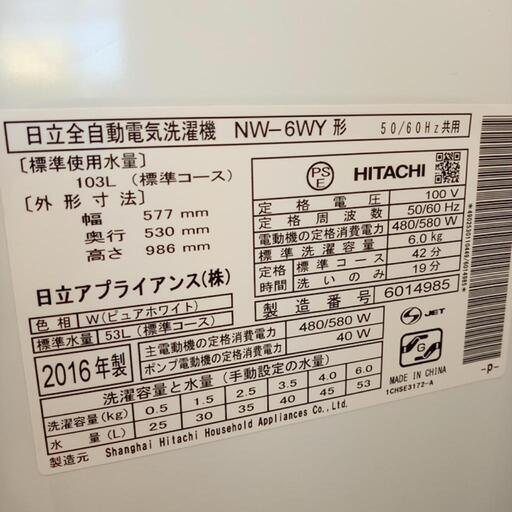 日立全自動電気洗濯機 NW-6WY 形 50/60Hz共用
[標準使用水量]
103L (標準コース)
[外形寸法]
幅 577 mm
奥行 530 mm
高さ 986 mm
日立アプライアンス(株)
色相 W(ピュアホワイト)
標準水量 53L (標準コース)
2016年製
主電動機の定格消費電力 480/580 W
ポンプ電動機の定格消費電力 40 W
PS E HITACHI
定格電圧 100 V
定格周波数 50/60 Hz
電動機の定格消費電力 480/580 W
標準洗濯容量 6.0kg
定格時間 標準コース 42分
洗いのみ 19分
製造番号 6014985
JET
洗濯容量と水量 (手動設定の水量)
洗濯容量(kg) 0.5 1.5 2.5 3.5 4.0 6.0
水量 (L) 25 30 35 40 45 53
製造元 Shanghai Hitachi Household Appliances Co., Ltd.
MADE IN CHINA
1CHSE3172-A
-p-